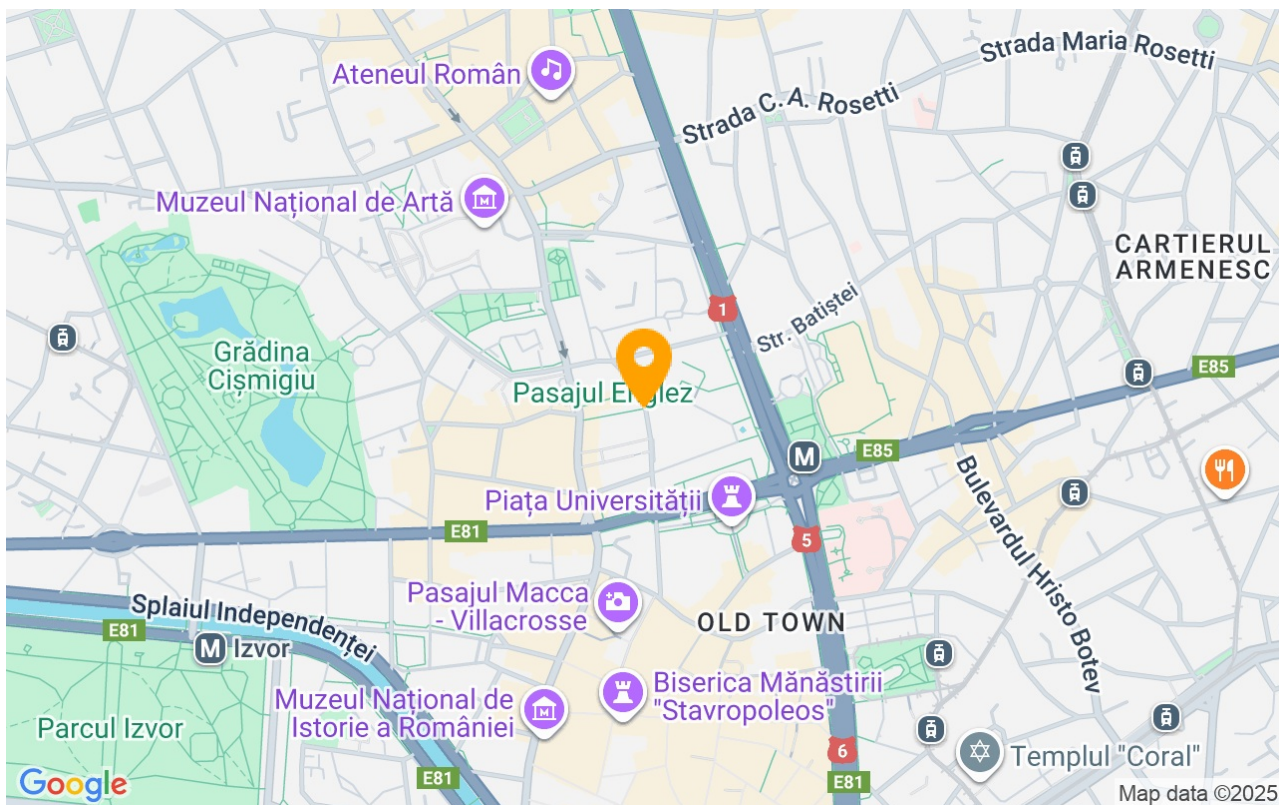 Strada Maria Rosetti
Ateneul Român
Strada C. A. Rosetti
Muzeul Național de Artă
CARTIERUL
ARMENESC
1
Str. Batiștei
Grădina
Cișmigiu
E85
Pasajul Englez
M
E85
Piața Universității
E81
5
Bulevardul Hristo Botev
Pasajul Macca
- Villacrosse
Splaiul Independenței
OLD TOWN
E81
M Izvor
Biserica Mănăstirii
"Stavropoleos"
Muzeul Național de
Istorie a României
Parcul Izvor
6
Templul "Coral"
E81
E81
Google
Map data ©2025